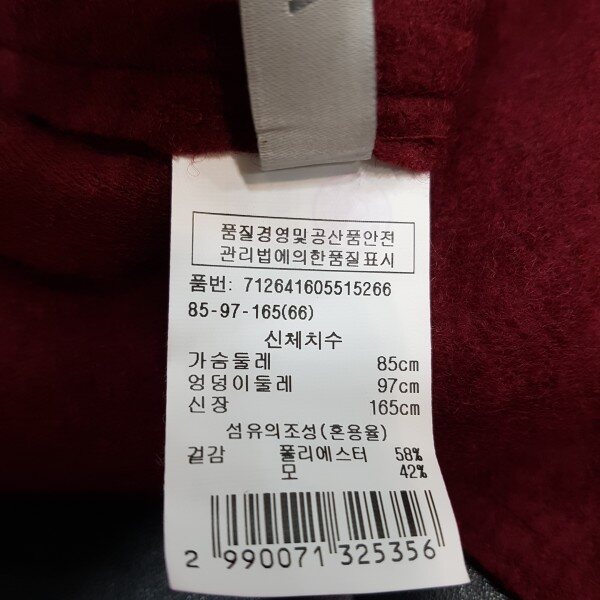 품질경영및공산품안전
관리법에의한품질표시
품번: 712641605515266
85-97-165(66)
신체치수
가슴둘레 85cm
엉덩이둘레 97cm
신장 165cm
섬유의조성(혼용율)
겉감 폴리에스터 58%
모 42%
2 990071 325356